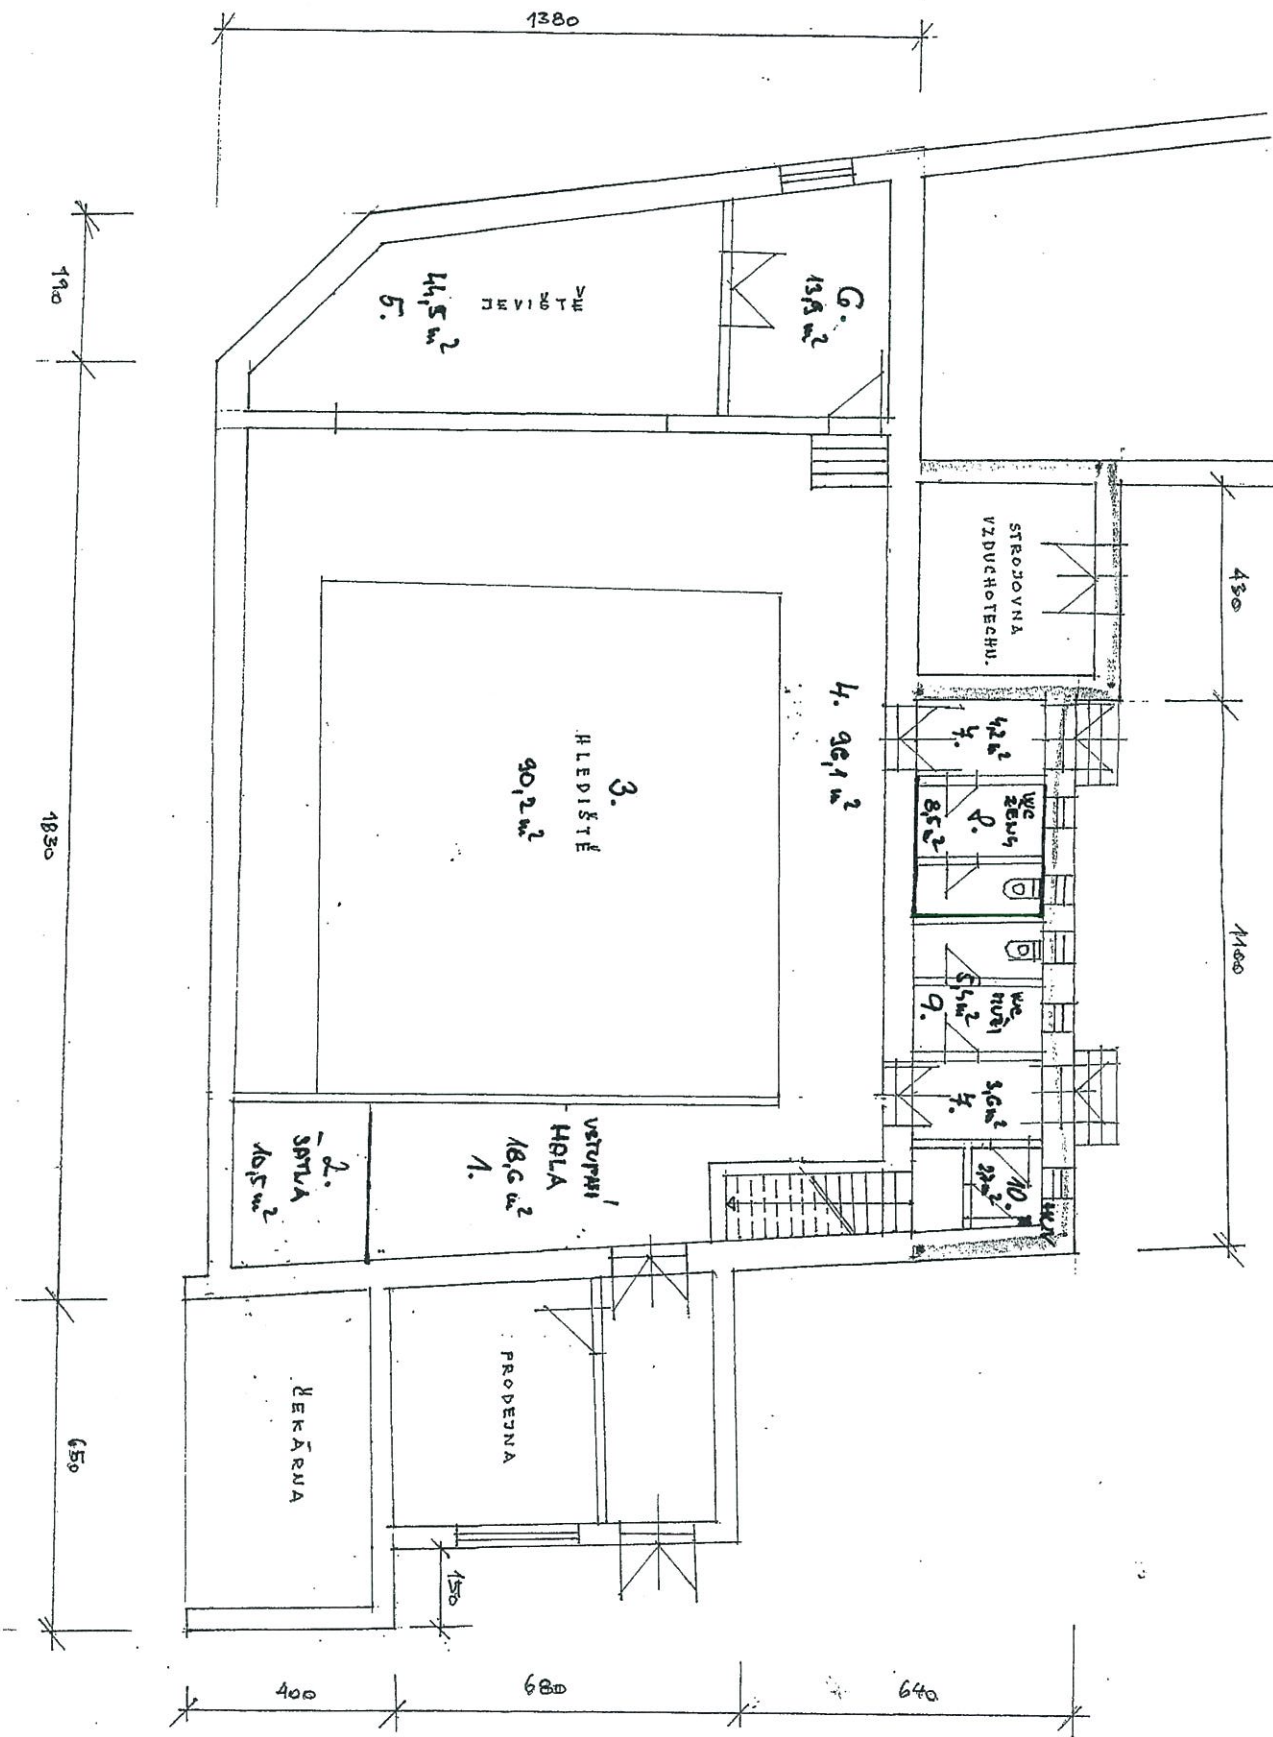 1380
190
1830
650
JEVIŠTĚ
44,5 m²
5.
6.
13,8 m²
STROJOVNA
VZDUCHOTECHN.
430
1100
3.
HLEDIŠTĚ
90,2 m²
4. 96,1 m²
4,2 m²
7.
WC
ŽENY
8.
8,5 m²
WC
MUŽI
5,4 m²
9.
3,6 m²
7.
10.
VSTUPNÍ
HALA
18,6 m²
1.
2.
ŠATNA
10,5 m²
ČEKÁRNA
PRODEJNA
150
400
680
640